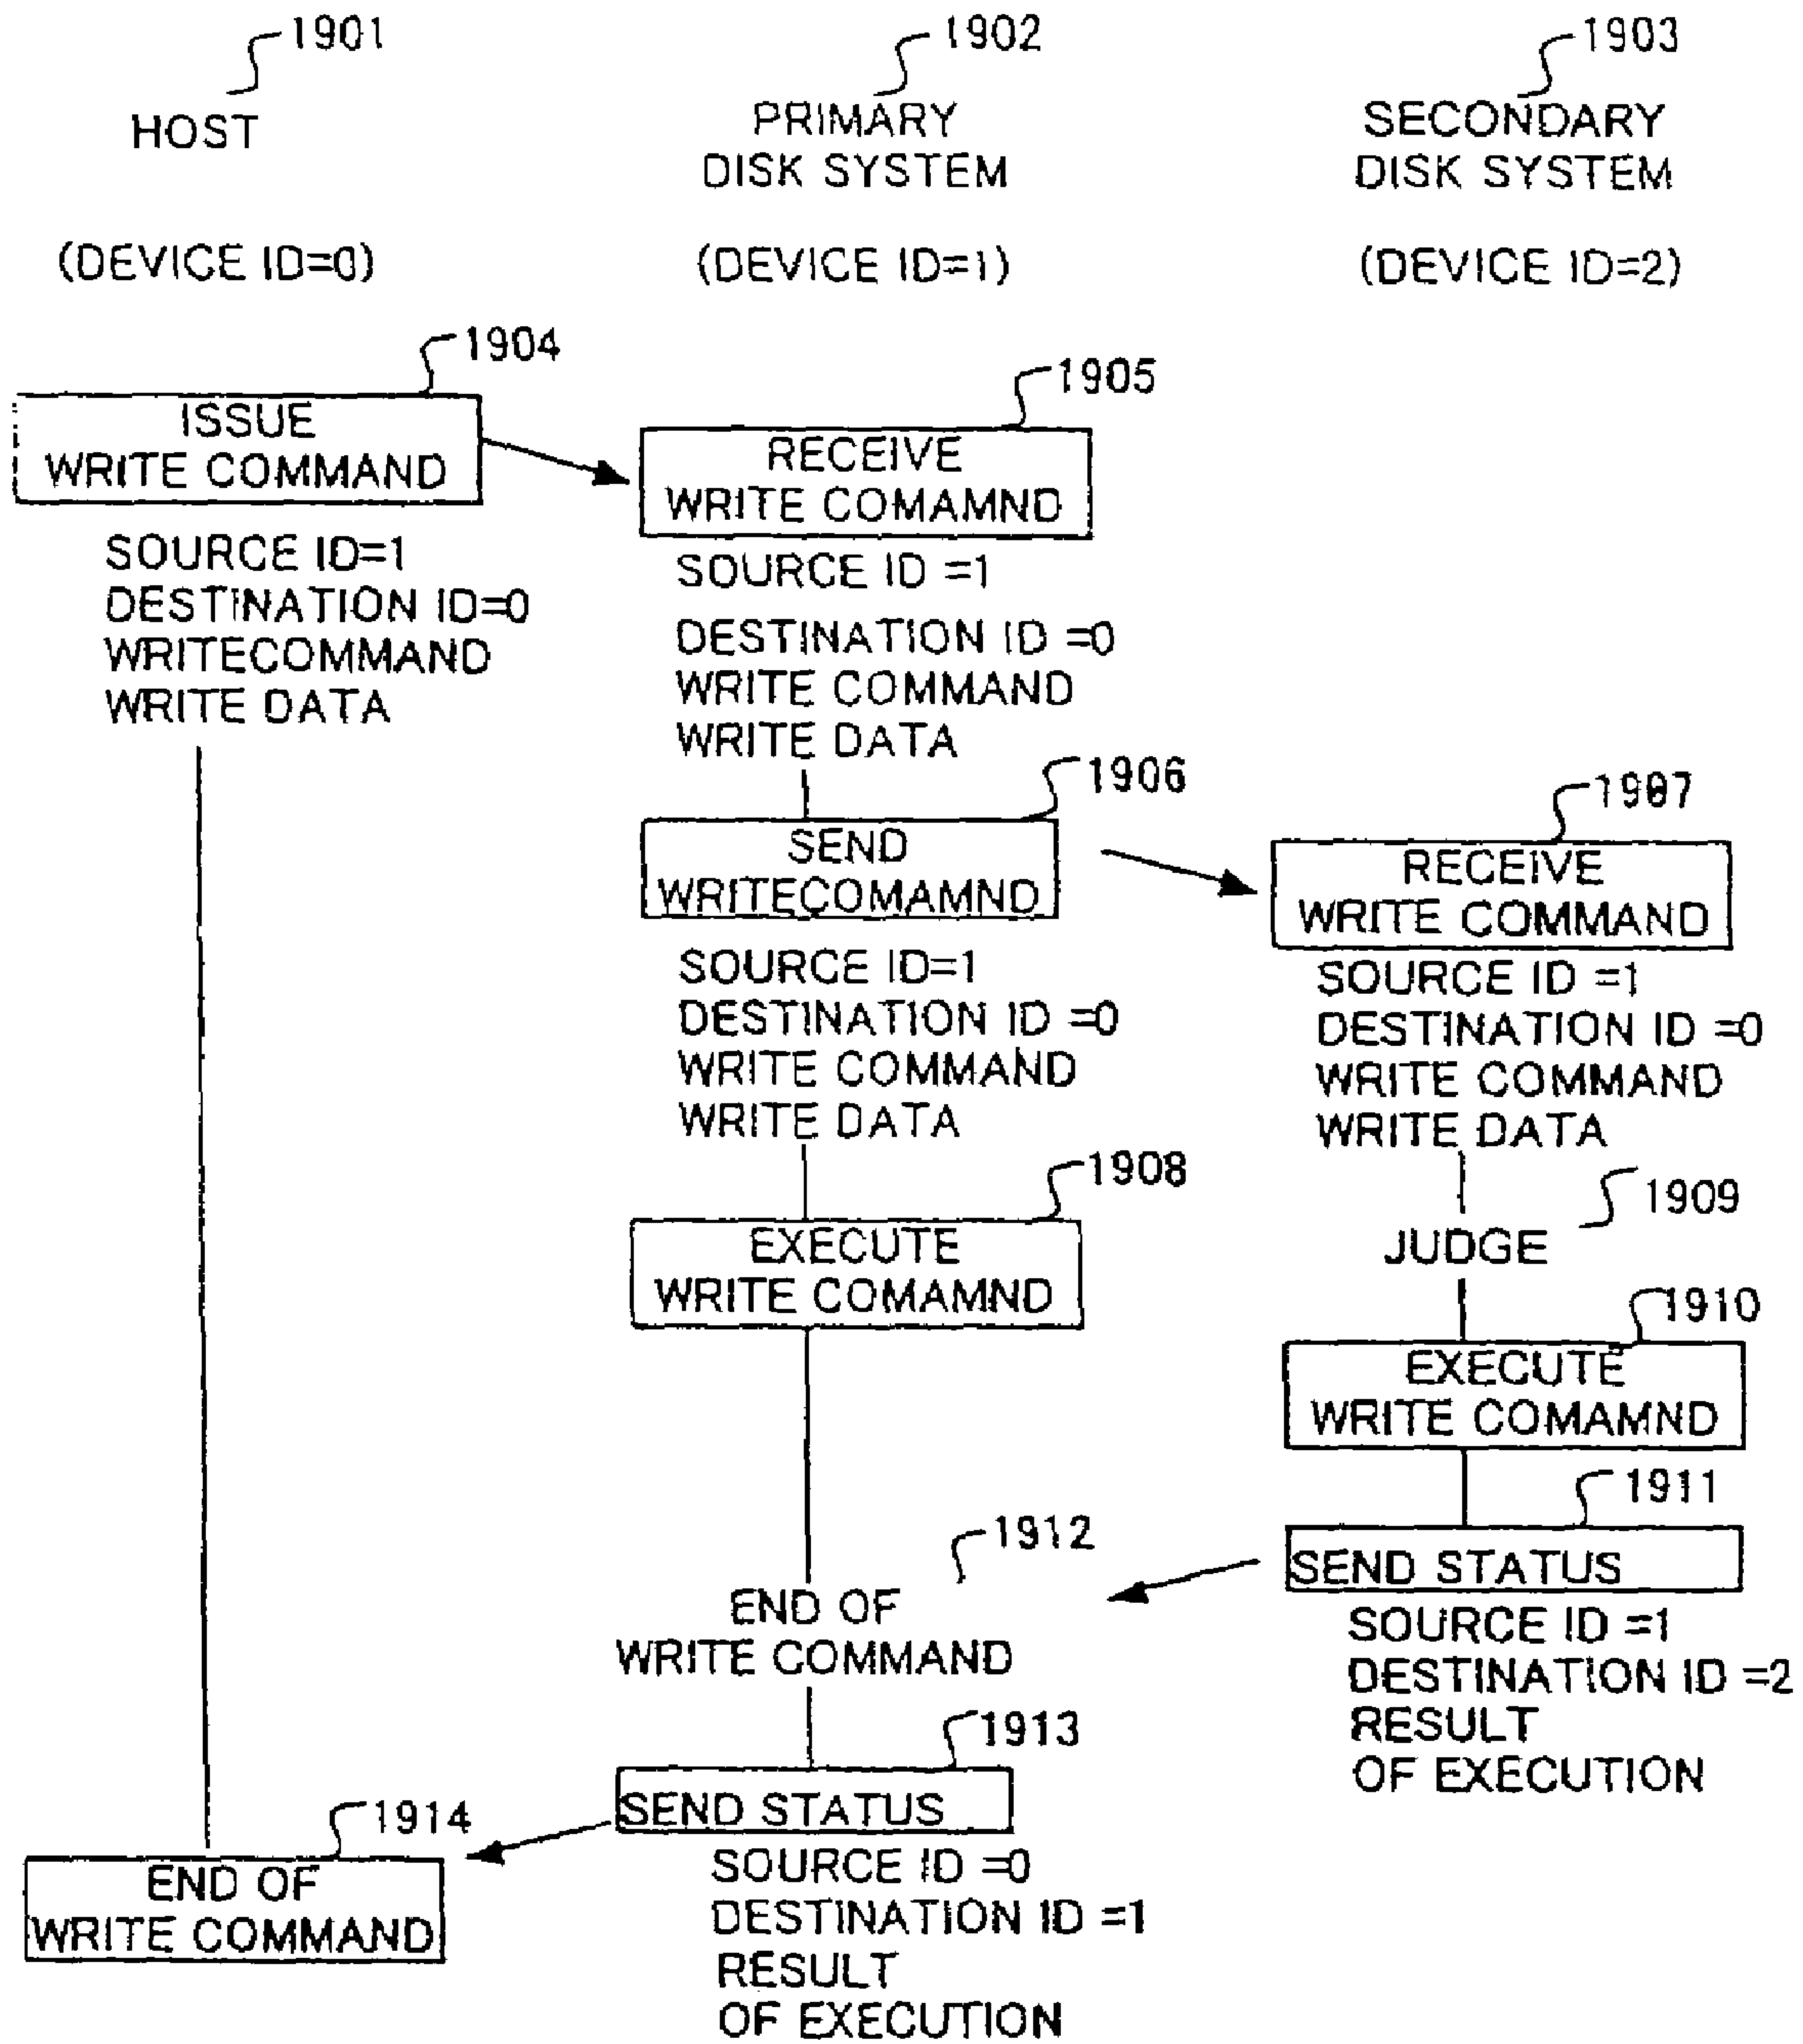 1901
HOST
(DEVICE ID=0)
1902
PRIMARY
DISK SYSTEM
(DEVICE ID=1)
1903
SECONDARY
DISK SYSTEM
(DEVICE ID=2)
1904
ISSUE
WRITE COMMAND
SOURCE ID=1
DESTINATION ID=0
WRITECOMMAND
WRITE DATA
1905
RECEIVE
WRITE COMAMND
SOURCE ID =1
DESTINATION ID =0
WRITE COMMAND
WRITE DATA
1906
SEND
WRITECOMAMND
SOURCE ID=1
DESTINATION ID =0
WRITE COMMAND
WRITE DATA
1907
RECEIVE
WRITE COMMAND
SOURCE ID =1
DESTINATION ID =0
WRITE COMMAND
WRITE DATA
1908
EXECUTE
WRITE COMAMND
1909
JUDGE
1910
EXECUTE
WRITE COMAMND
1911
SEND STATUS
SOURCE ID =1
DESTINATION ID =2
RESULT
OF EXECUTION
1912
END OF
WRITE COMMAND
1913
SEND STATUS
SOURCE ID =0
DESTINATION ID =1
RESULT
OF EXECUTION
1914
END OF
WRITE COMMAND